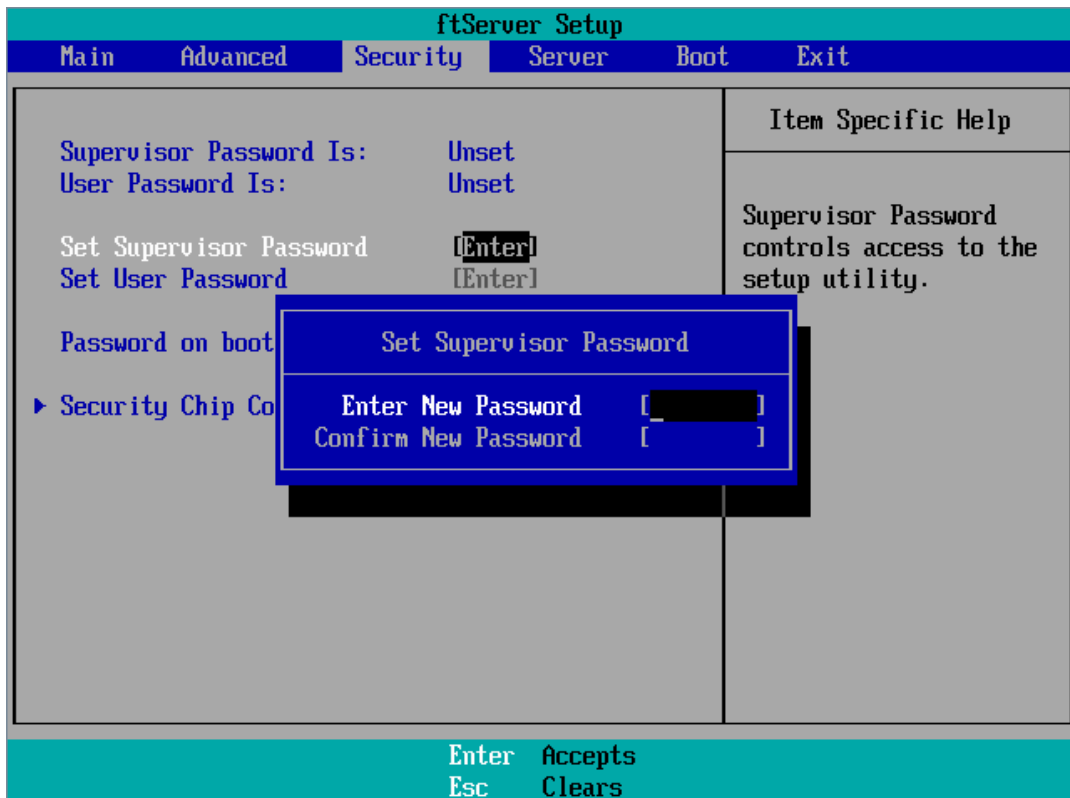 ftServer Setup
Main Advanced Security Server Boot Exit
Item Specific Help
Supervisor Password Is: Unset
User Password Is: Unset
Set Supervisor Password [Enter]
Set User Password [Enter]
Password on boot
Security Chip Co
Supervisor Password
controls access to the
setup utility.
Set Supervisor Password
Enter New Password [ ]
Confirm New Password [ ]
Enter Accepts
Esc Clears